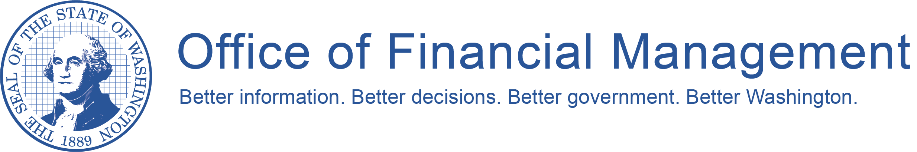 THE SEAL OF THE STATE OF WASHINGTON
1889
Office of Financial Management
Better information. Better decisions. Better government. Better Washington.